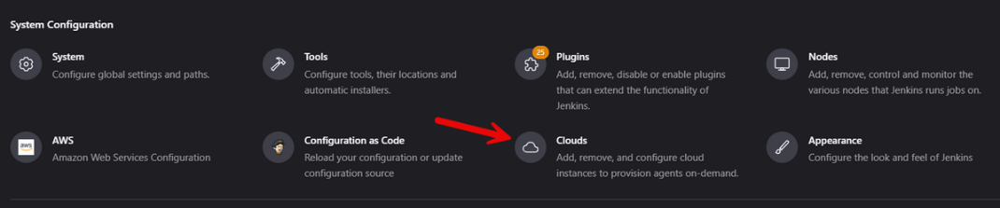 System Configuration
System
Configure global settings and paths.
Tools
Configure tools, their locations and
automatic installers.
25
Plugins
Add, remove, disable or enable plugins
that can extend the functionality of
Jenkins.
Nodes
Add, remove, control and monitor the
various nodes that Jenkins runs jobs on.
aws
AWS
Amazon Web Services Configuration
Configuration as Code
Reload your configuration or update
configuration source
Clouds
Add, remove, and configure cloud
instances to provision agents on-demand.
Appearance
Configure the look and feel of Jenkins